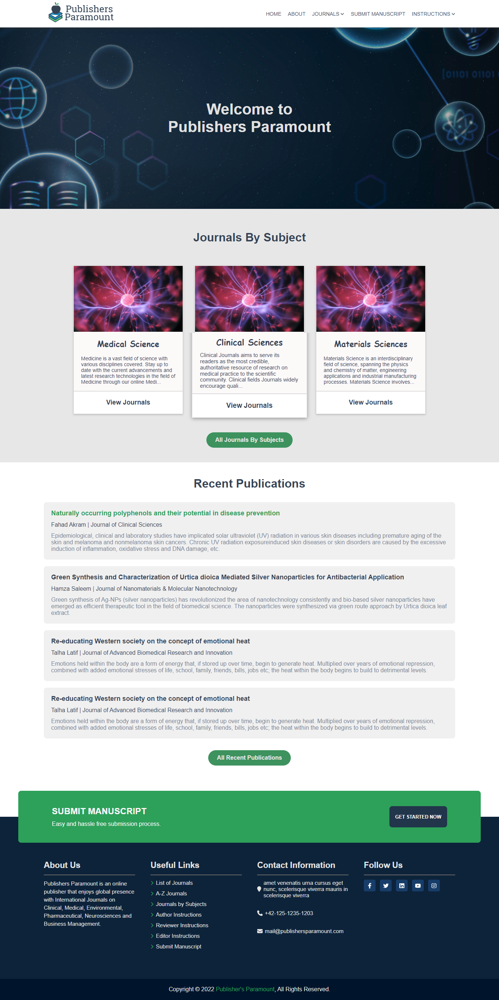 Publishers
Paramount
HOME ABOUT JOURNALS SUBMIT MANUSCRIPT INSTRUCTIONS
[01101 01101
Welcome to
Publishers Paramount
Journals By Subject
Medical Science
Medicine is a vast field of science with
various disciplines covered. Stay up to
date with the current advancements and
latest research technologies in the field of
Medicine through our online Medi...
View Journals
Clinical Sciences
Clinical Journals aims to serve its
readers as the most credible,
authoritative resource of research on
medical practice to the scientific
community. Clinical fields Journals widely
encourage quali...
View Journals
Materials Sciences
Materials Science is an interdisciplinary
field of science, spanning the physics
and chemistry of matter, engineering
applications and industrial manufacturing
processes. Materials Science involves...
View Journals
All Journals By Subjects
Recent Publications
Naturally occurring polyphenols and their potential in disease prevention
Fahad Akram | Journal of Clinical Sciences
Epidemiological, clinical and laboratory studies have implicated solar ultraviolet (UV) radiation in various skin diseases including premature aging of the
skin and melanoma and nonmelanoma skin cancers. Chronic UV radiation exposureinduced skin diseases or skin disorders are caused by the excessive
induction of inflammation, oxidative stress and DNA damage, etc.
Green Synthesis and Characterization of Urtica dioica Mediated Silver Nanoparticles for Antibacterial Application
Hamza Saleem | Journal of Nanomaterials & Molecular Nanotechnology
Green synthesis of Ag-NPs (silver nanoparticles) has revolutionized the area of nanotechnology consistently and bio-based silver nanoparticles have
emerged as efficient therapeutic tool in the field of biomedical science. The nanoparticles were synthesized via green route approach by Urtica dioica leaf
extract.
Re-educating Western society on the concept of emotional heat
Talha Latif | Journal of Advanced Biomedical Research and Innovation
Emotions held within the body are a form of energy that, if stored up over time, begin to generate heat. Multiplied over years of emotional repression,
combined with added emotional stresses of life, school, family, friends, bills, jobs etc; the heat within the body begins to build to detrimental levels.
Re-educating Western society on the concept of emotional heat
Talha Latif | Journal of Advanced Biomedical Research and Innovation
Emotions held within the body are a form of energy that, if stored up over time, begin to generate heat. Multiplied over years of emotional repression,
combined with added emotional stresses of life, school, family, friends, bills, jobs etc; the heat within the body begins to build to detrimental levels.
All Recent Publications
SUBMIT MANUSCRIPT
Easy and hassle free submission process.
GET STARTED NOW
About Us
Publishers Paramount is an online
publisher that enjoys global presence
with International Journals on
Clinical, Medical, Environmental,
Pharmaceutical, Neurosciences and
Business Management.
Useful Links
List of Journals
A-Z Journals
Journals by Subjects
Author Instructions
Reviewer Instructions
Editor Instructions
Submit Manuscript
Contact Information
amet venenatis urna cursus eget
nunc, scelerisque viverra mauris in
scelerisque viverra
+42-125-1235-1203
mail@publishersparamount.com
Follow Us
Copyright © 2022 Publisher's Paramount, All Rights Reserved.